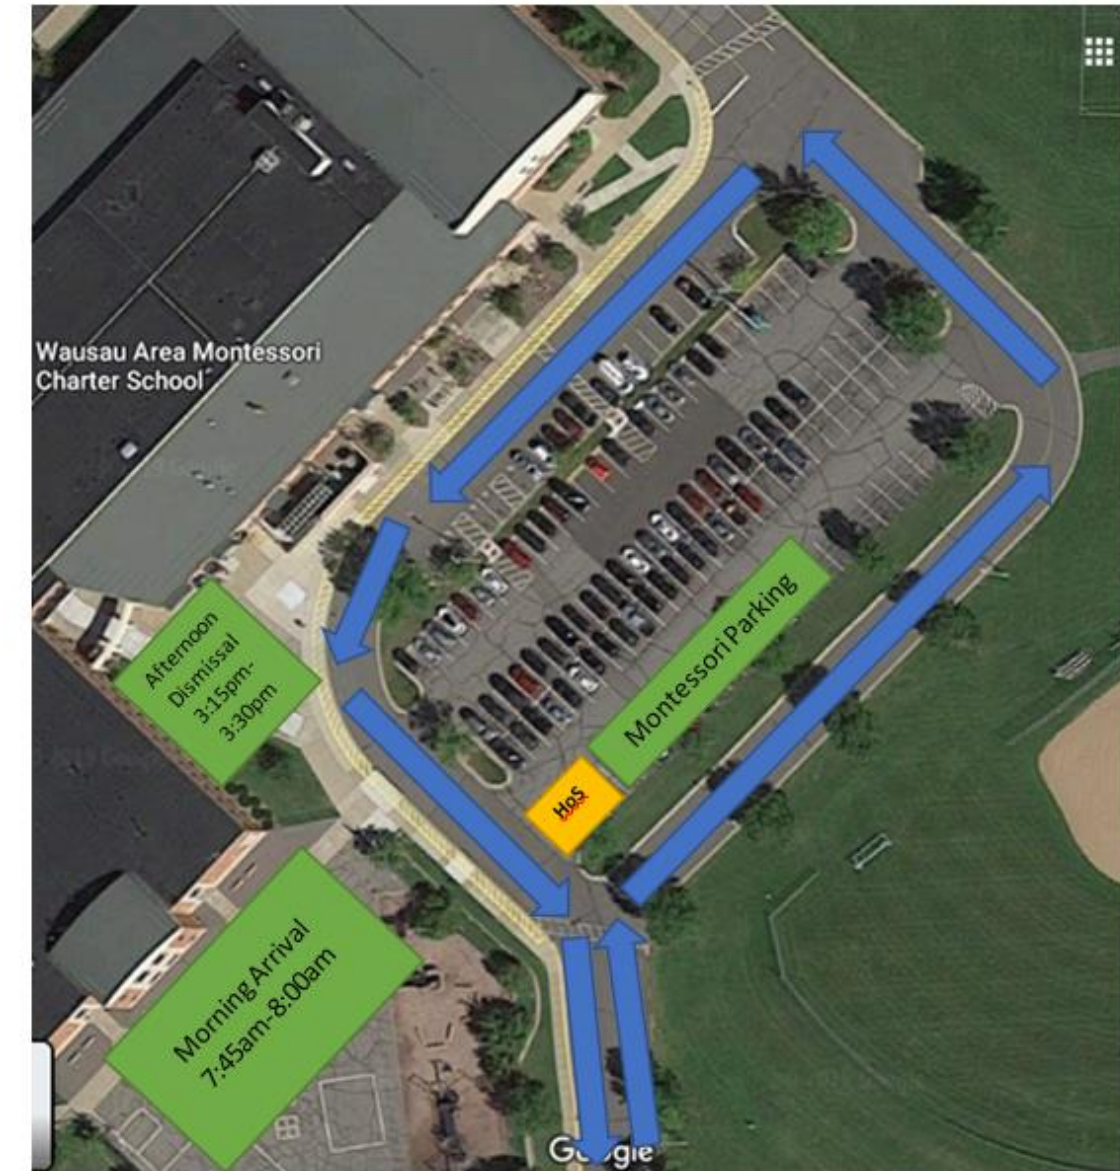 Wausau Area Montessori
Charter School
Afternoon
Dismissal
3:15pm-
3:30pm
Montessori Parking
HoS
Morning Arrival
7:45am-8:00am
Google